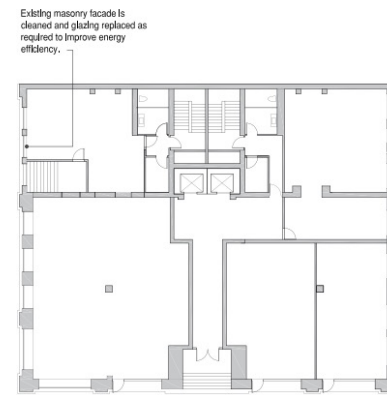 Existing masonry facade is
cleaned and glazing replaced as
required to improve energy
efficiency.